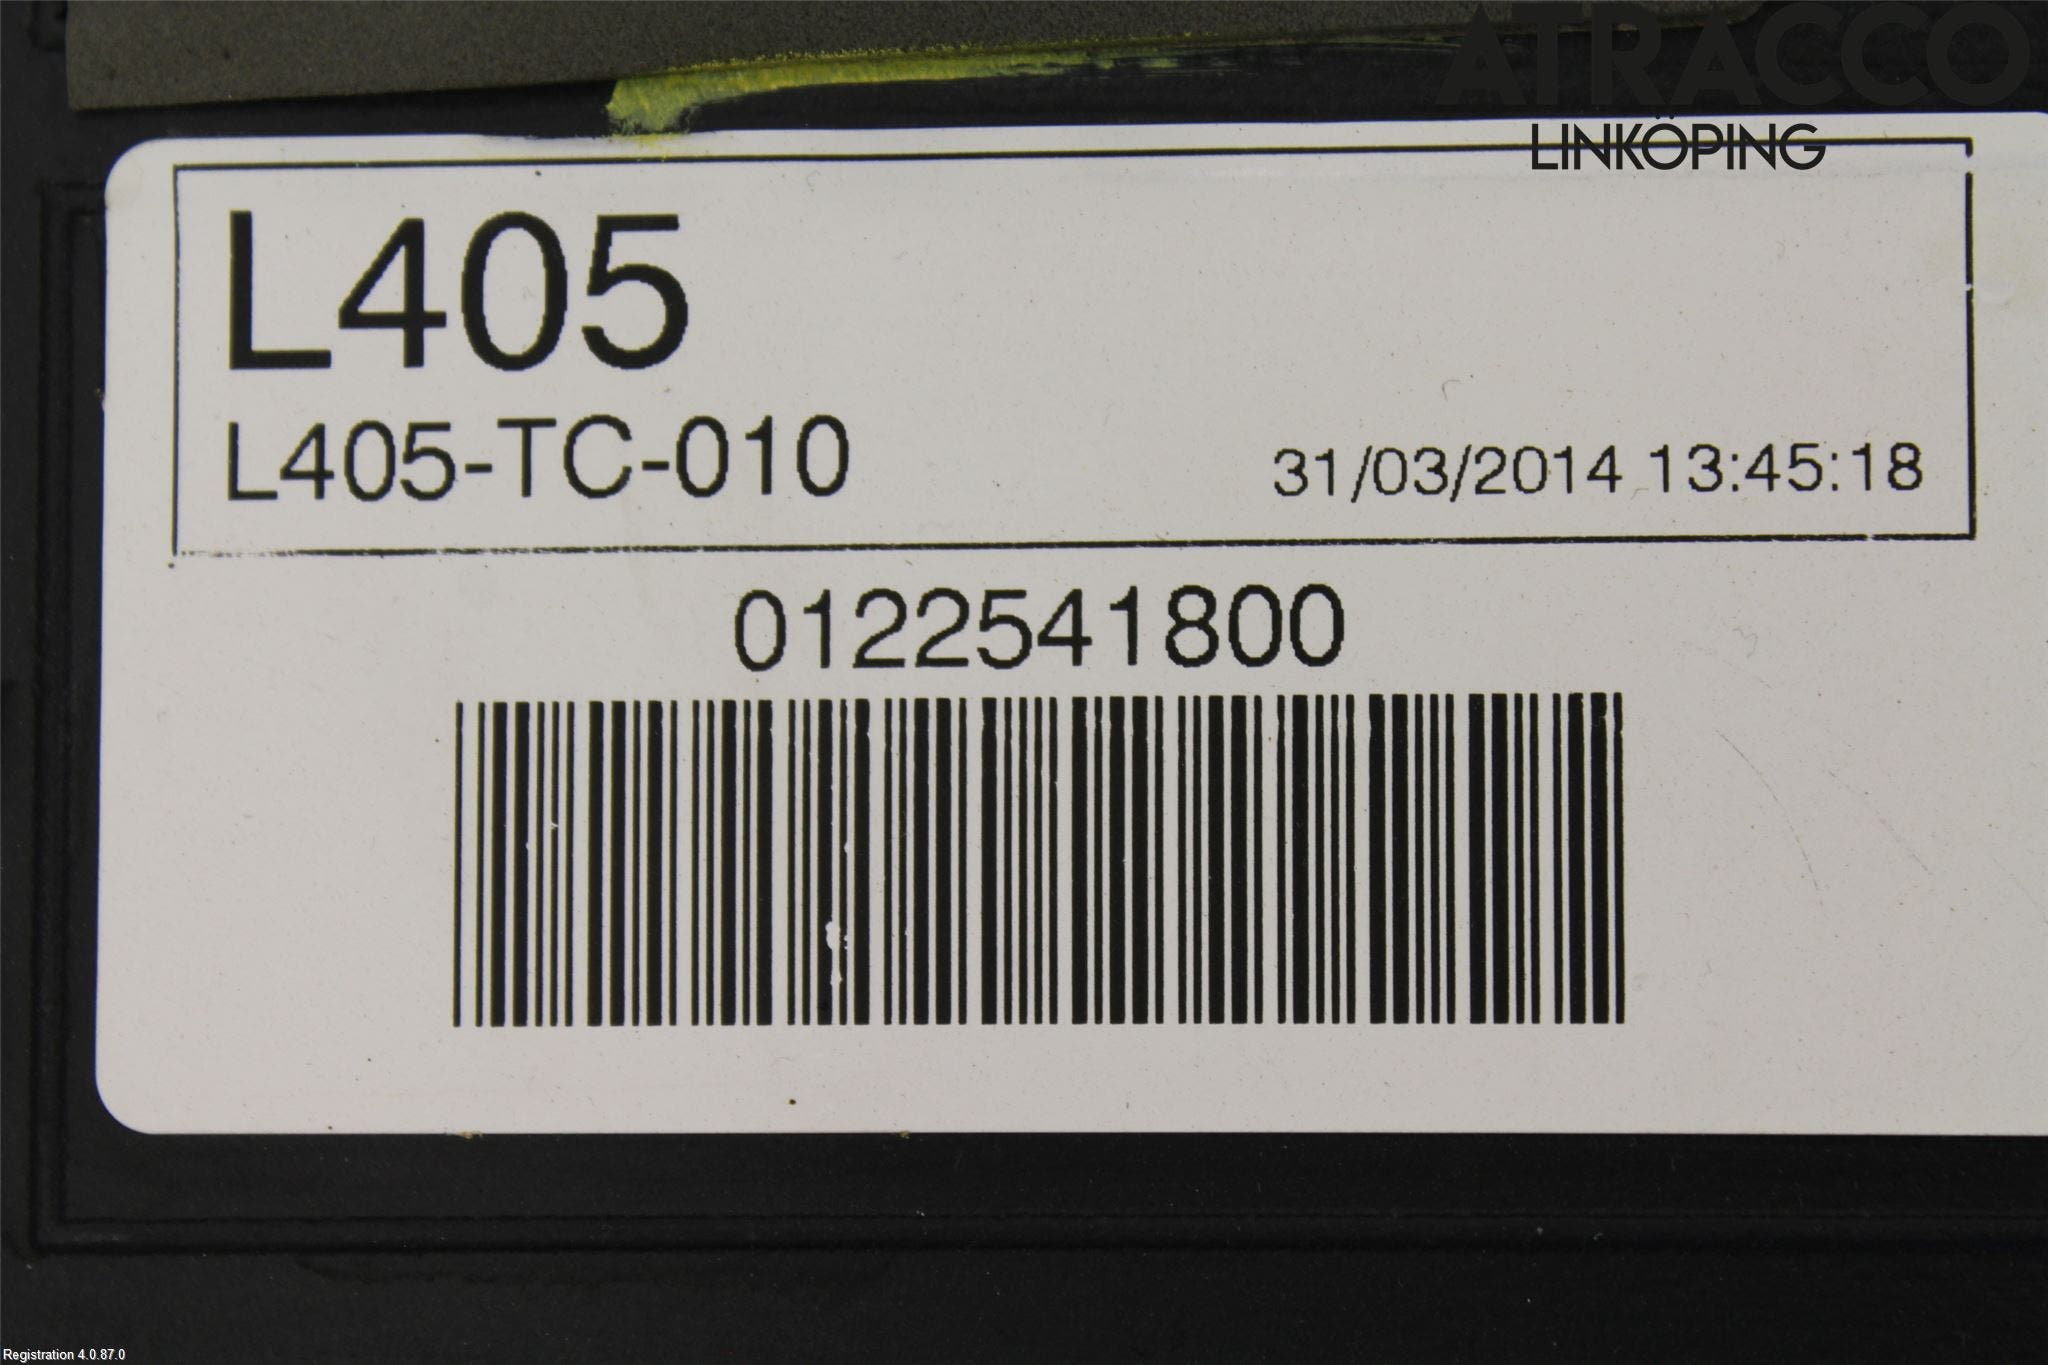 ATRACCO
LINKÖPING
L405
L405-TC-010
31/03/2014 13:45:18
0122541800
Registration 4.0.87.0